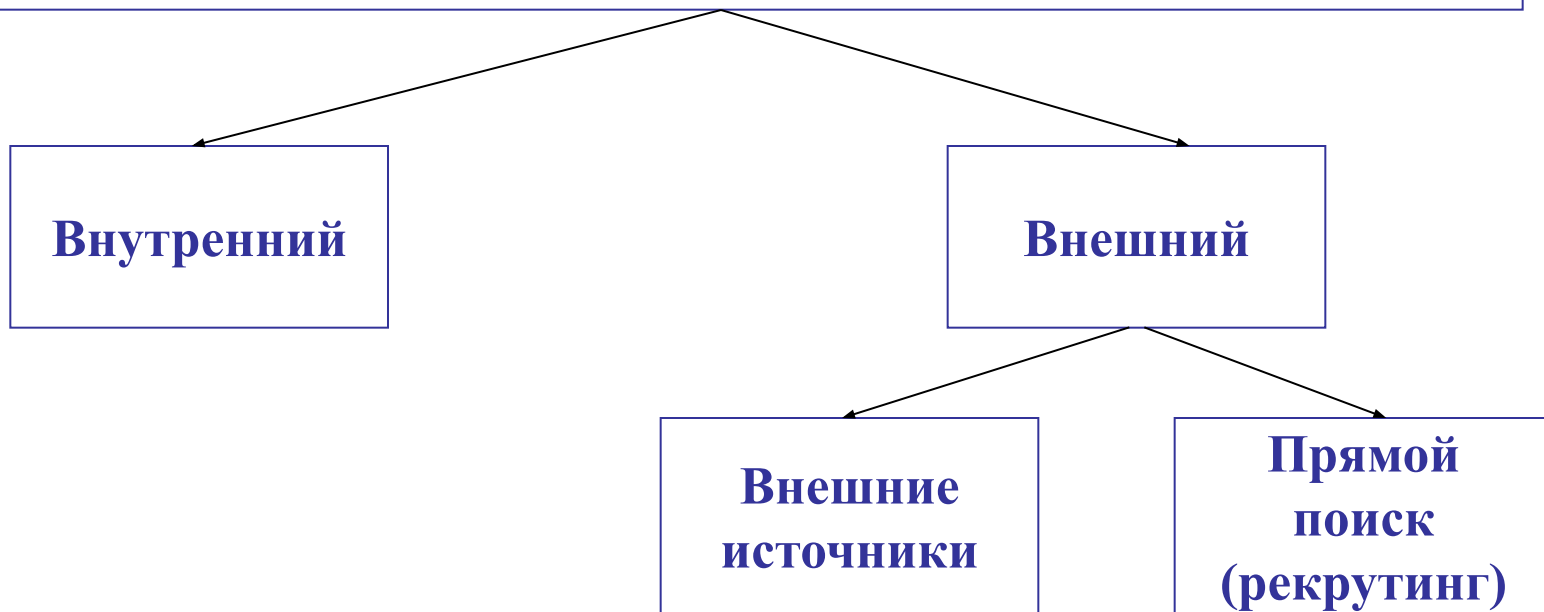 Внутренний
Внешний
Внешние
источники
Прямой
поиск
(рекрутинг)